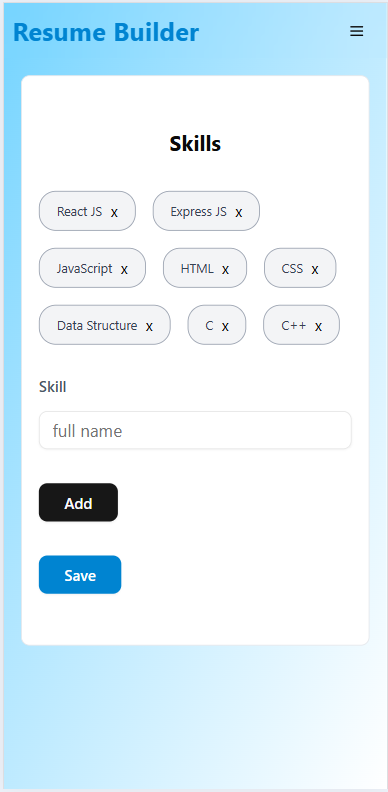 Resume Builder
Skills
React JS x Express JS x
JavaScript x HTML x CSS x
Data Structure x C x C++ x
Skill
full name
Add
Save